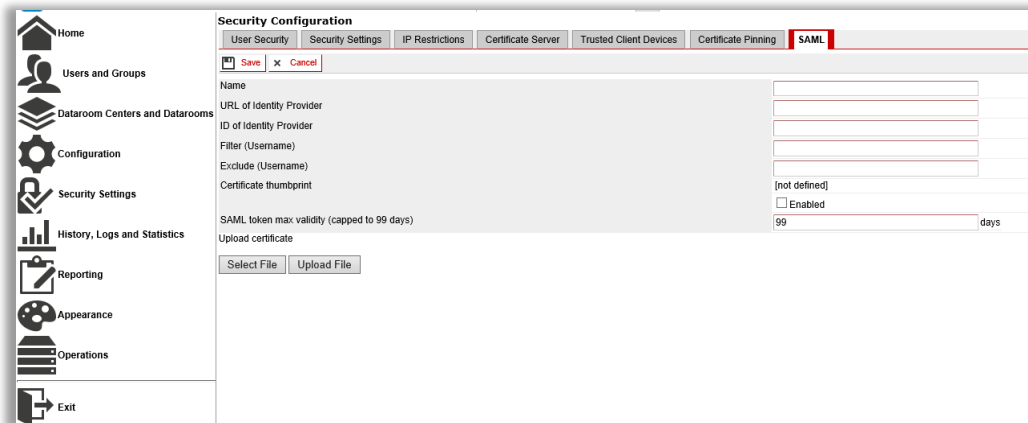 Security Configuration
Home
User Security
Security Settings
IP Restrictions
Certificate Server
Trusted Client Devices
Certificate Pinning
SAML
Save
Cancel
Users and Groups
Name
URL of Identity Provider
Dataroom Centers and Datarooms
ID of Identity Provider
Filter (Username)
Configuration
Exclude (Username)
Certificate thumbprint
[not defined]
Security Settings
Enabled
SAML token max validity (capped to 99 days)
99
days
History, Logs and Statistics
Upload certificate
Select File
Upload File
Reporting
Appearance
Operations
Exit